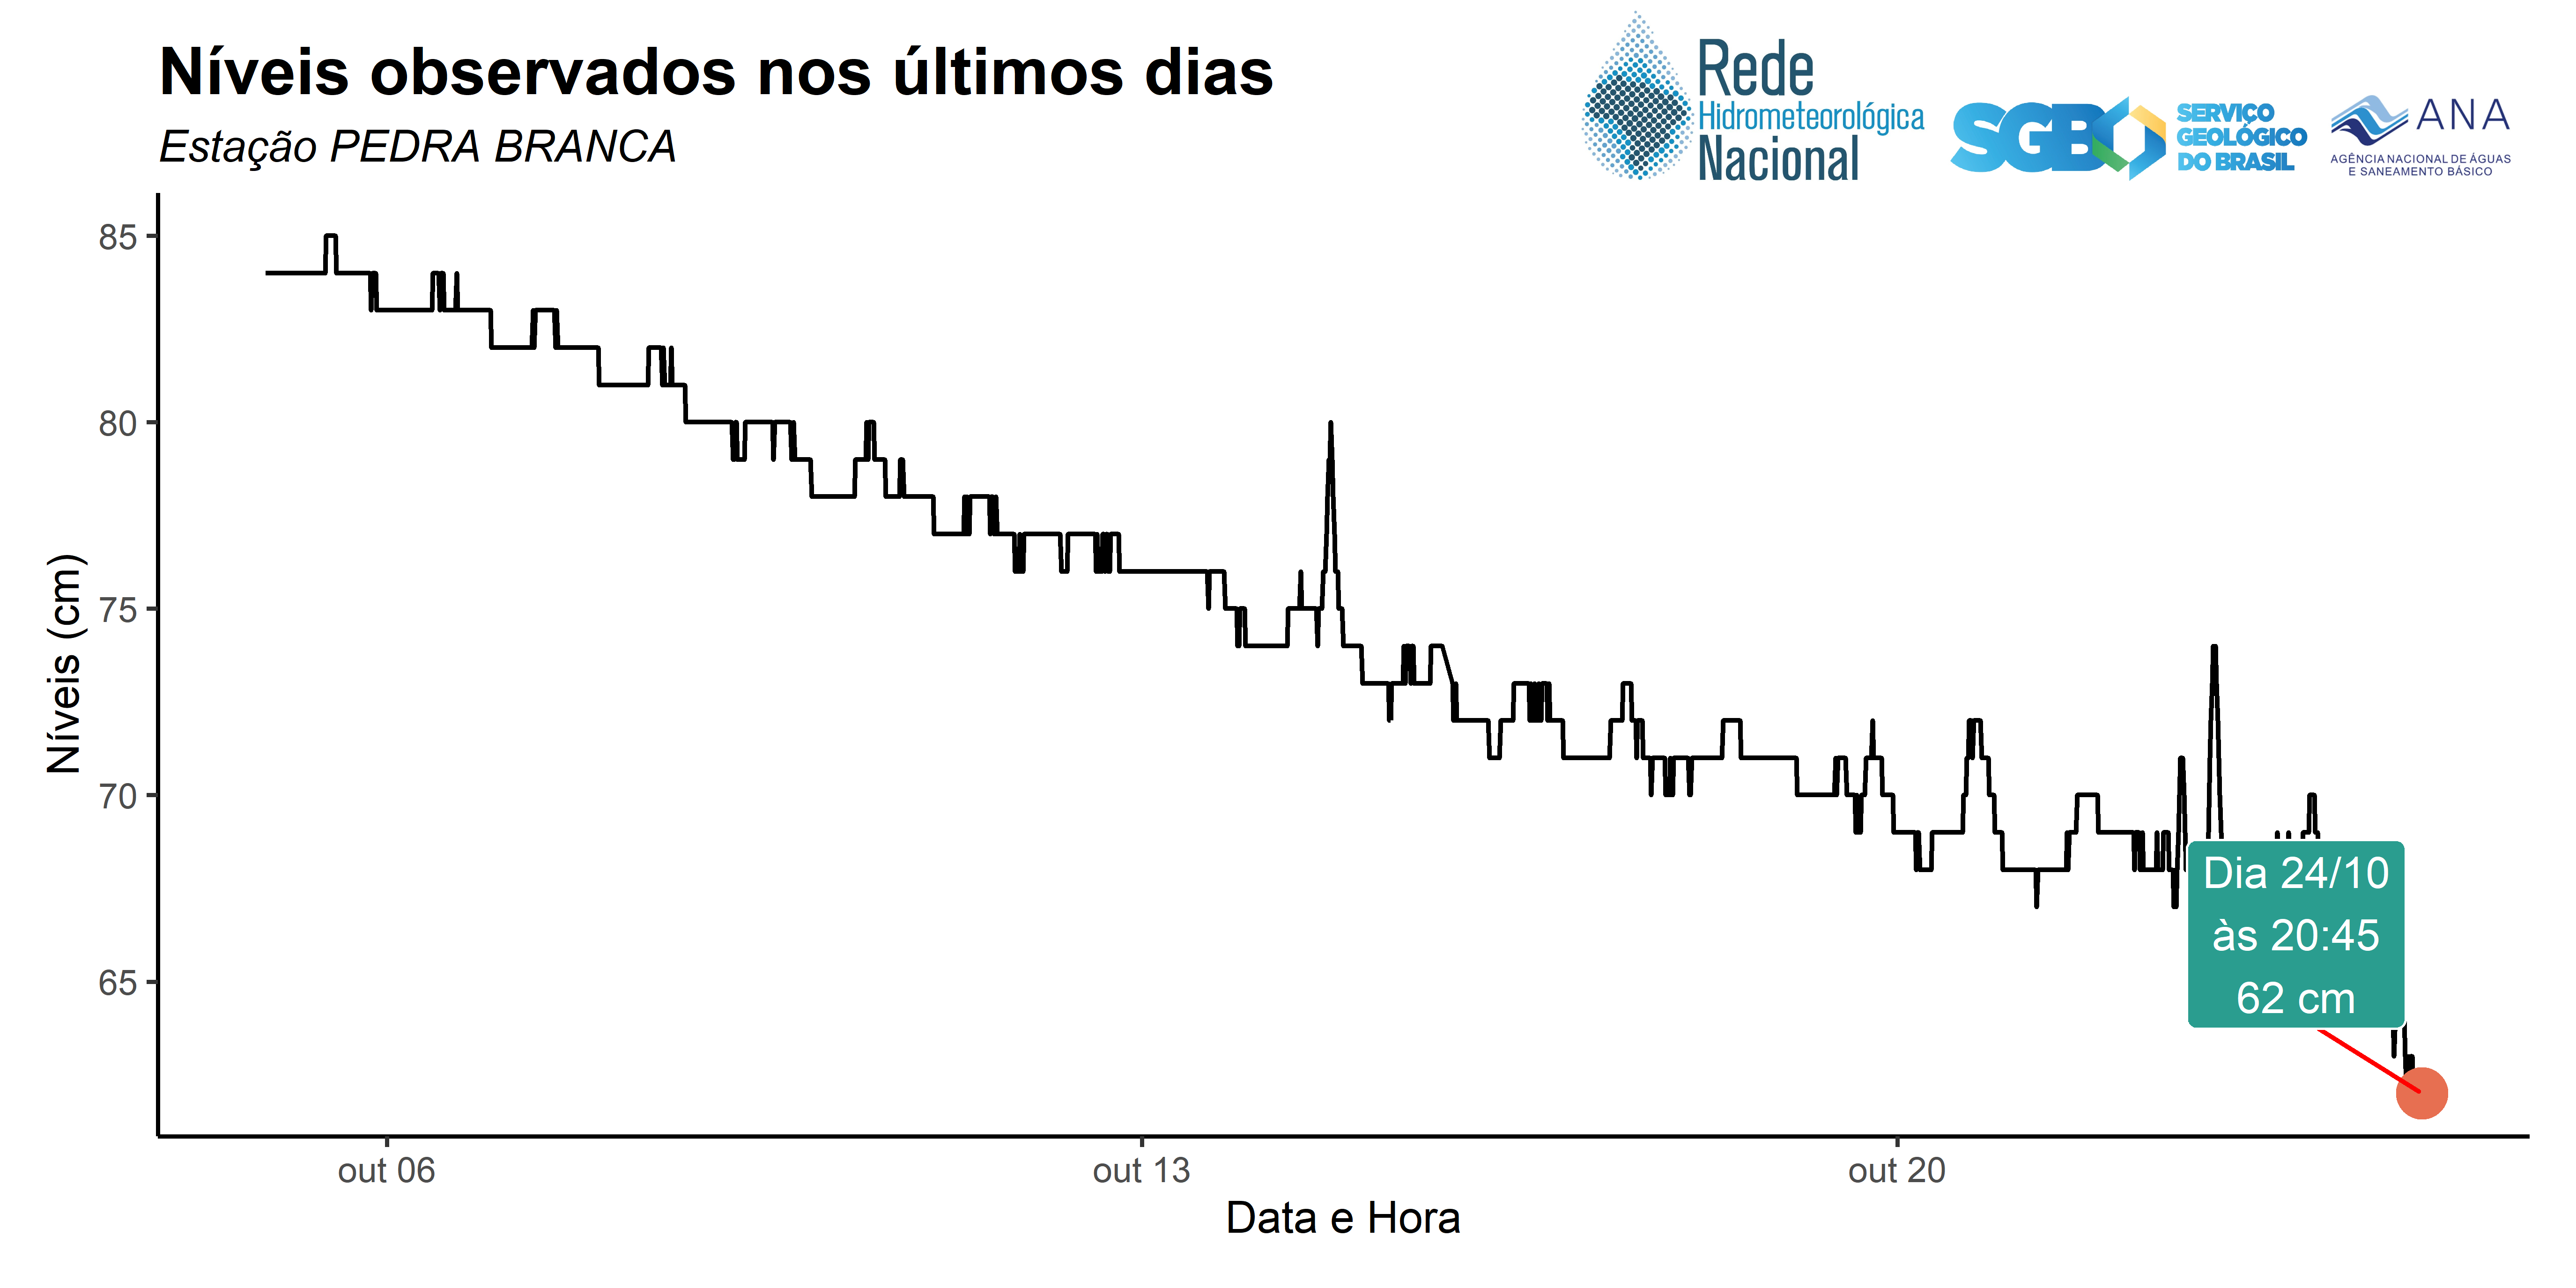 Níveis observados nos últimos dias
Estação PEDRA BRANCA
Rede
Hidrometeorológica
Nacional
SGB
SERVIÇO
GEOLÓGICO
DO BRASIL
ANA
AGÊNCIA NACIONAL DE ÁGUAS
E SANEAMENTO BÁSICO
Níveis (cm)
85
80
75
70
65
Dia 24/10
às 20:45
62 cm
out 06
out 13
out 20
Data e Hora